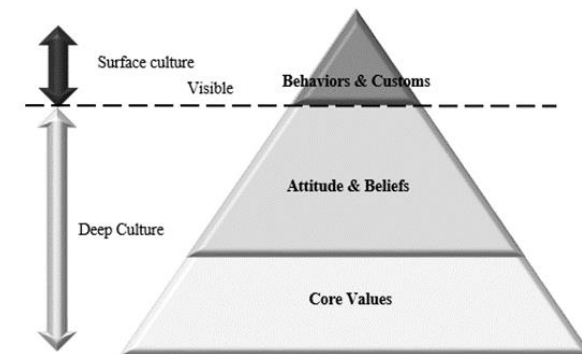 Surface culture
Behaviors & Customs
Visible
Attitude & Beliefs
Deep Culture
Core Values